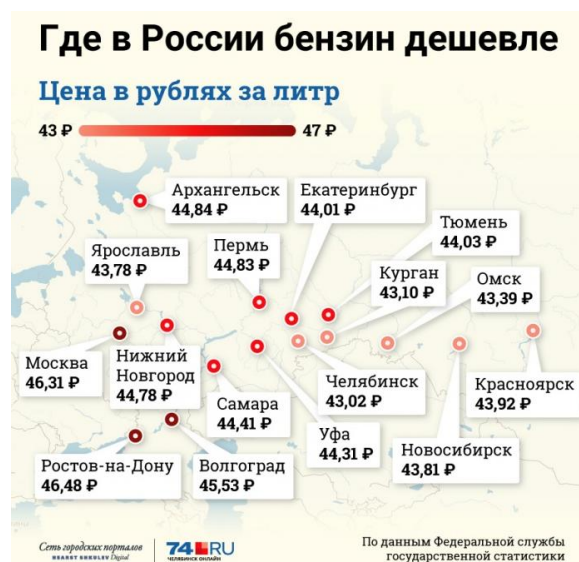 Где в России бензин дешевле
Цена в рублях за литр
43 ₽
47 ₽
Архангельск
44,84 ₽
Екатеринбург
44,01 ₽
Тюмень
44,03 ₽
Ярославль
43,78 ₽
Пермь
44,83 ₽
Курган
43,10 ₽
Омск
43,39 ₽
Москва
46,31 ₽
Нижний
Новгород
44,78 ₽
Самара
44,41 ₽
Челябинск
43,02 ₽
Красноярск
43,92 ₽
Уфа
44,31 ₽
Новосибирск
43,81 ₽
Ростов-на-Дону
46,48 ₽
Волгоград
45,53 ₽
Сеть городских порталов
HEARST SHKULEV Digital
74 RU
ЧЕЛЯБИНСК ОНЛАЙН
По данным Федеральной службы
государственной статистики